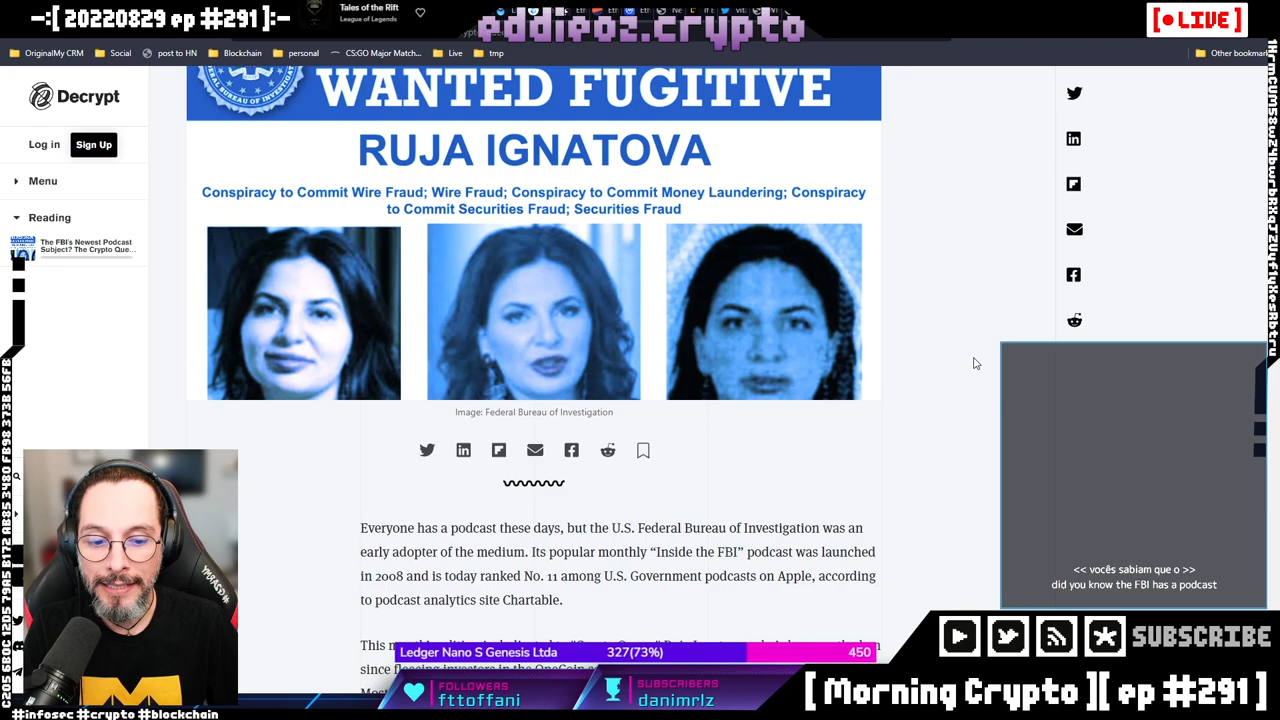 -:[ 20220829 ep #291 ]:-
Tales of the Rift
League of Legends
eddieoz.crypto
[ • LIVE ]
OriginalMy CRM
Social
post to HN
Blockchain
personal
CS:GO Major Match...
Live
tmp
Other bookmar
Decrypt
Log in
Sign Up
Menu
Reading
The FBI's Newest Podcast
Subject? The Crypto Que...
WANTED FUGITIVE
RUJA IGNATOVA
Conspiracy to Commit Wire Fraud; Wire Fraud; Conspiracy to Commit Money Laundering; Conspiracy
to Commit Securities Fraud; Securities Fraud
Image: Federal Bureau of Investigation
Everyone has a podcast these days, but the U.S. Federal Bureau of Investigation was an
early adopter of the medium. Its popular monthly “Inside the FBI” podcast was launched
in 2008 and is today ranked No. 11 among U.S. Government podcasts on Apple, according
to podcast analytics site Chartable.
This
<< vocês sabiam que o >>
did you know the FBI has a podcast
Ledger Nano S Genesis Ltda 327(73%) 450
FOLLOWERS
fttoffani
SUBSCRIBERS
danimrlz
SUBSCRIBE
[ Morning Crypto ][ ep #291 ]
#infosec #crypto #blockchain